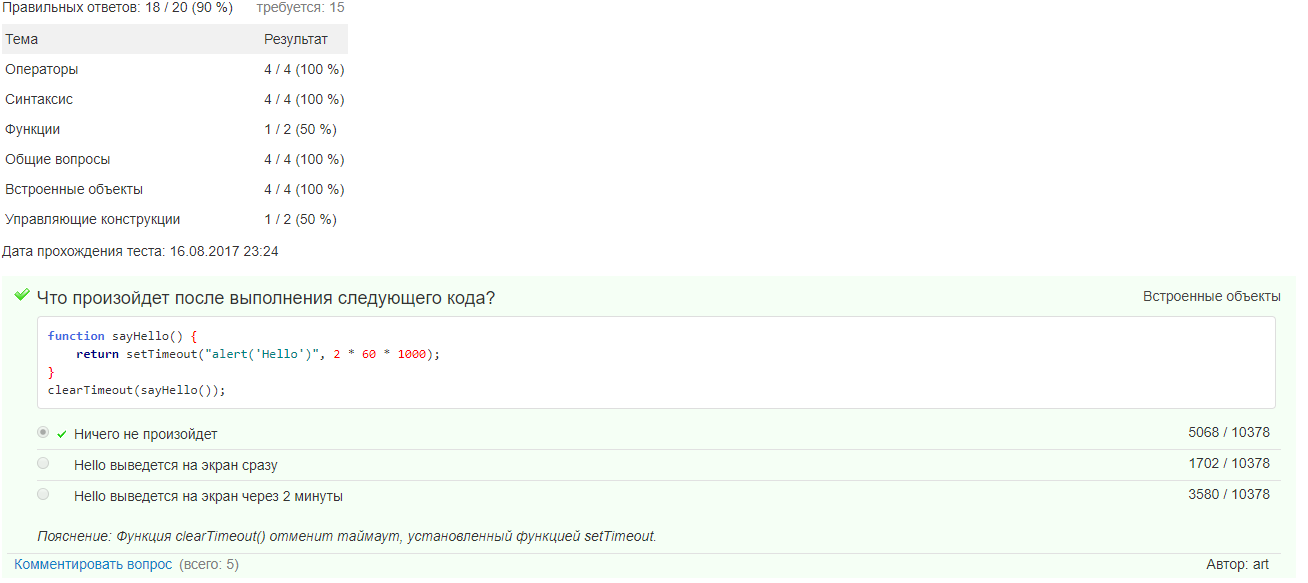 Правильных ответов: 18 / 20 (90 %) требуется: 15
Тема Результат
Операторы 4 / 4 (100 %)
Синтаксис 4 / 4 (100 %)
Функции 1 / 2 (50 %)
Общие вопросы 4 / 4 (100 %)
Встроенные объекты 4 / 4 (100 %)
Управляющие конструкции 1 / 2 (50 %)
Дата прохождения теста: 16.08.2017 23:24
Что произойдет после выполнения следующего кода? Встроенные объекты
function sayHello() {
    return setTimeout("alert('Hello')", 2 * 60 * 1000);
}
clearTimeout(sayHello());
Ничего не произойдет 5068 / 10378
Hello выведется на экран сразу 1702 / 10378
Hello выведется на экран через 2 минуты 3580 / 10378
Пояснение: Функция clearTimeout() отменит таймаут, установленный функцией setTimeout.
Комментировать вопрос (всего: 5) Автор: art